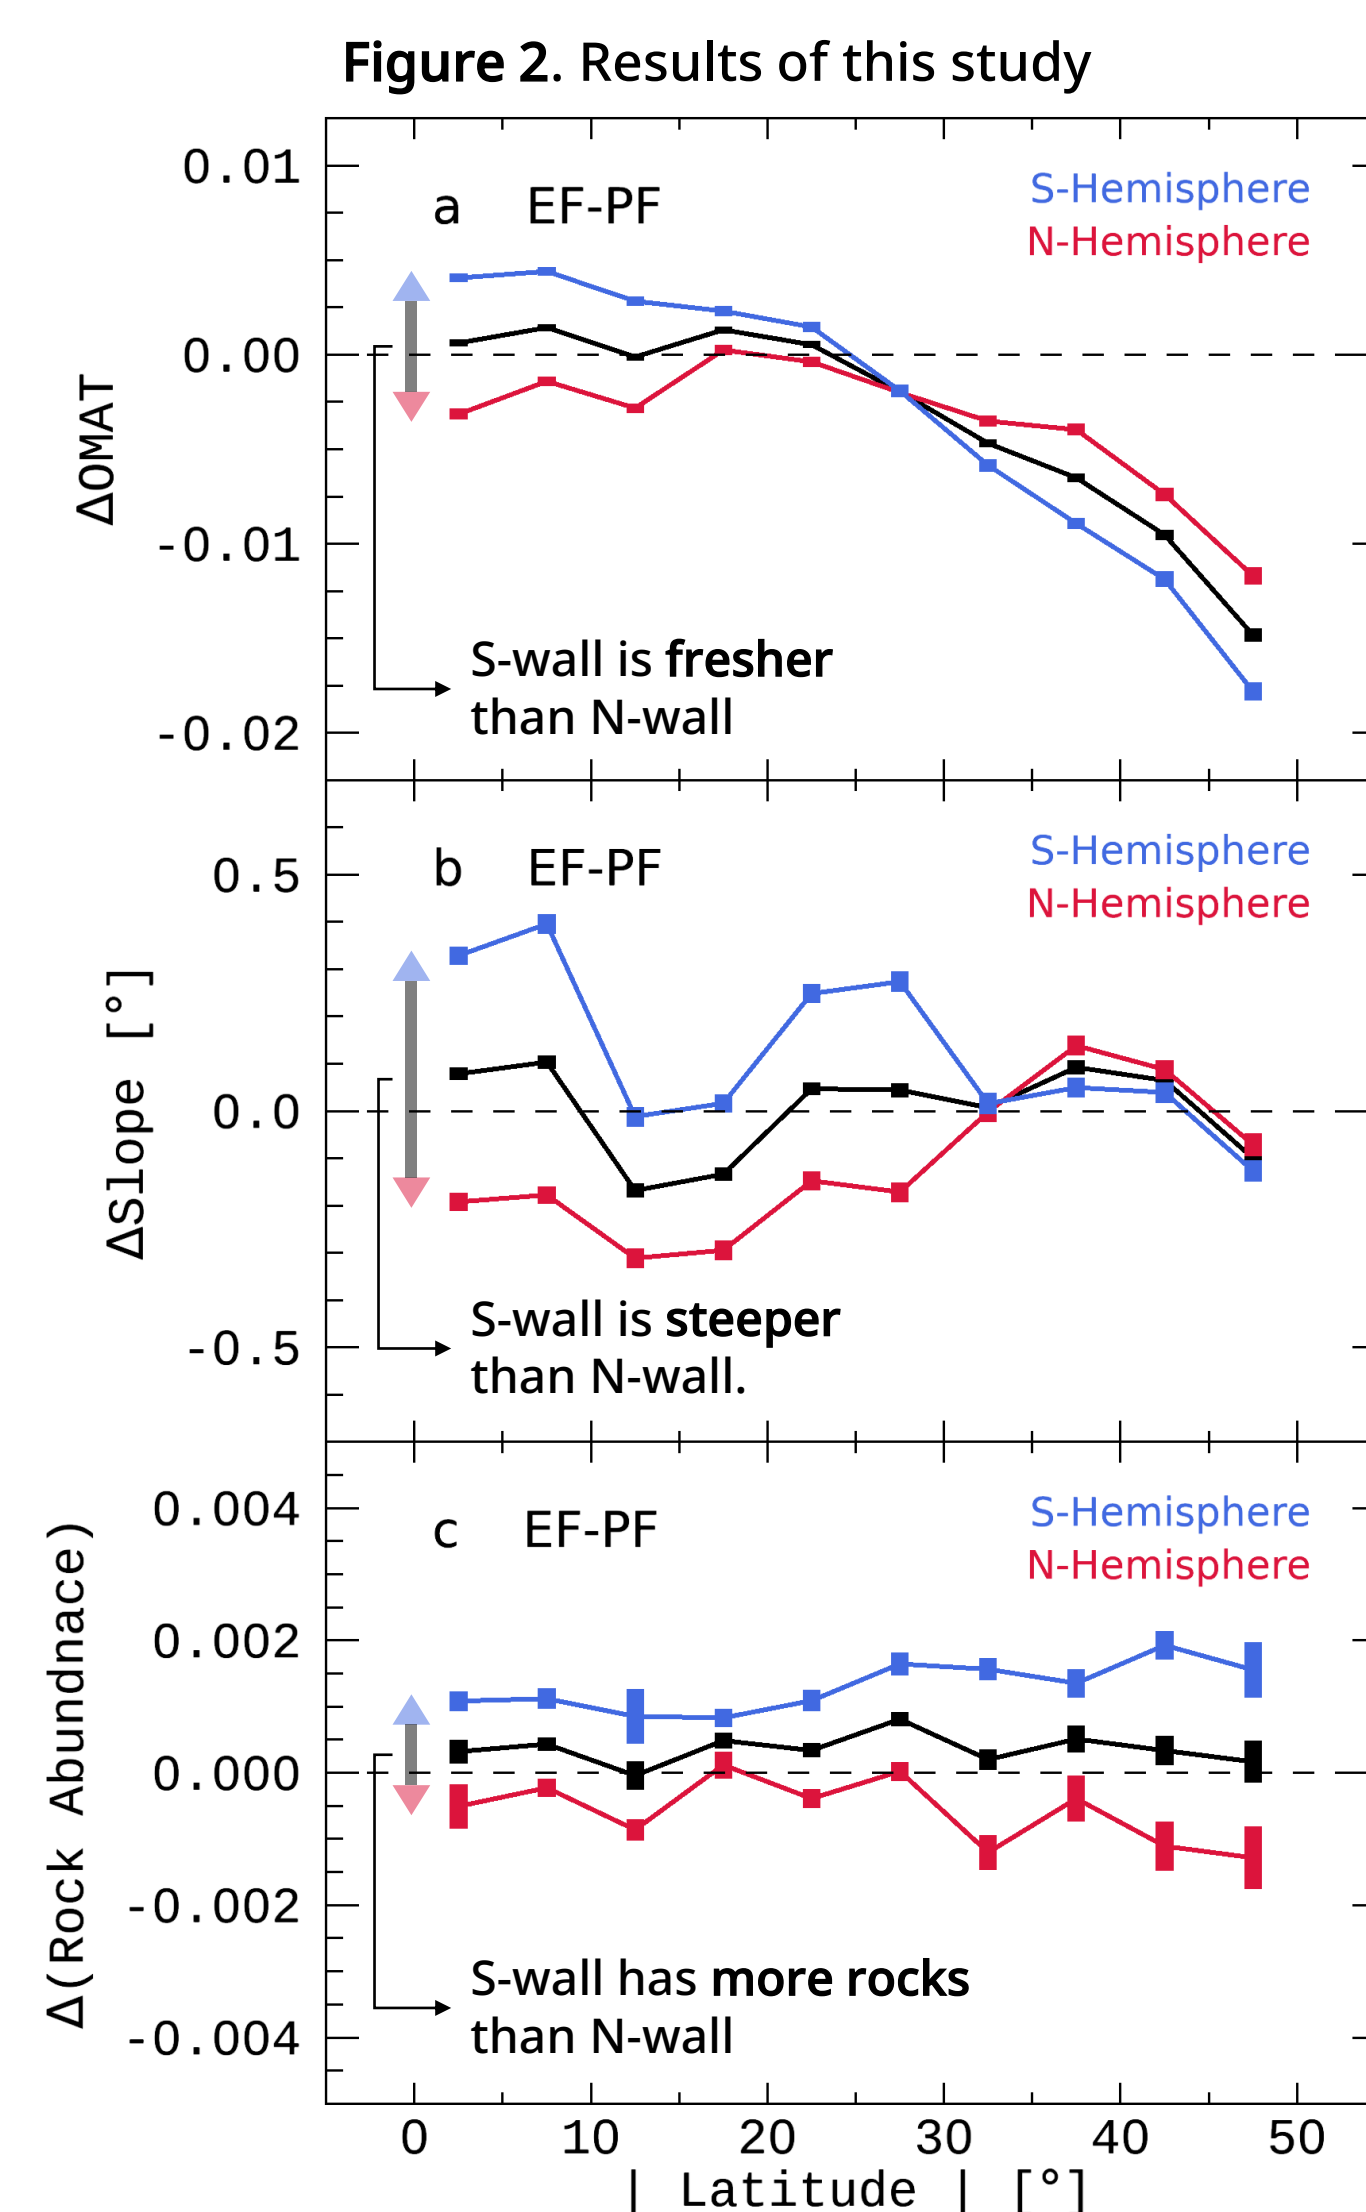 Figure 2. Results of this study
a EF-PF
S-Hemisphere
N-Hemisphere
0.01
0.00
-0.01
-0.02
ΔOMAT
S-wall is fresher
than N-wall
b EF-PF
S-Hemisphere
N-Hemisphere
0.5
0.0
-0.5
ΔSlope [°]
S-wall is steeper
than N-wall.
c EF-PF
S-Hemisphere
N-Hemisphere
0.004
0.002
0.000
-0.002
-0.004
Δ(Rock Abundnace)
S-wall has more rocks
than N-wall
0 10 20 30 40 50
| Latitude | [°]